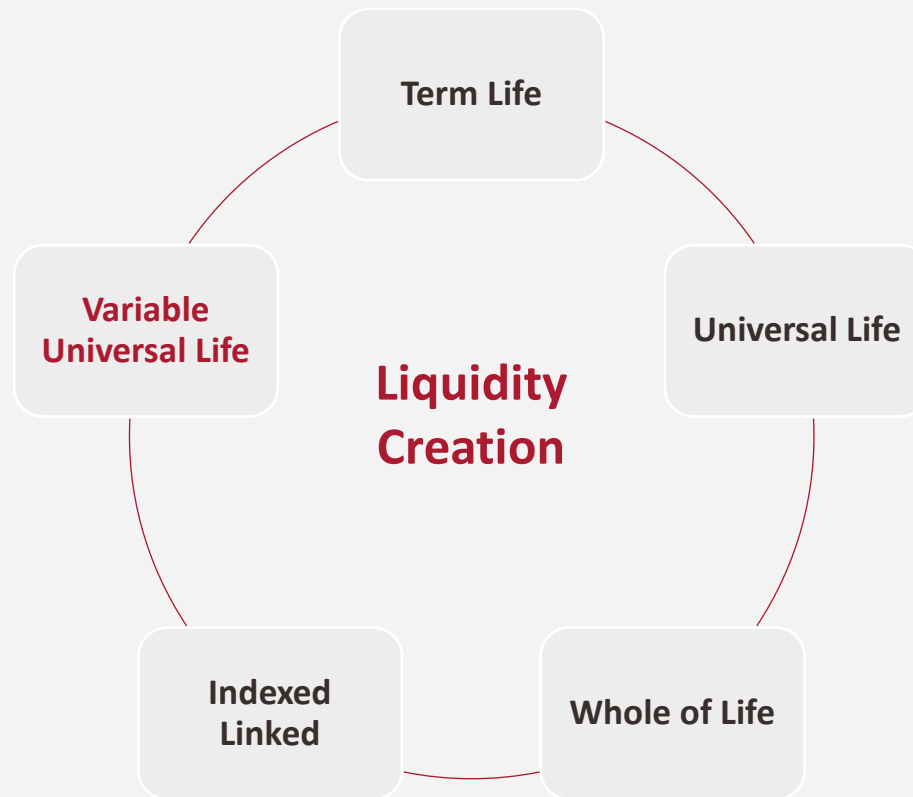 Term Life
Variable
Universal Life
Universal Life
Liquidity
Creation
Indexed
Linked
Whole of Life